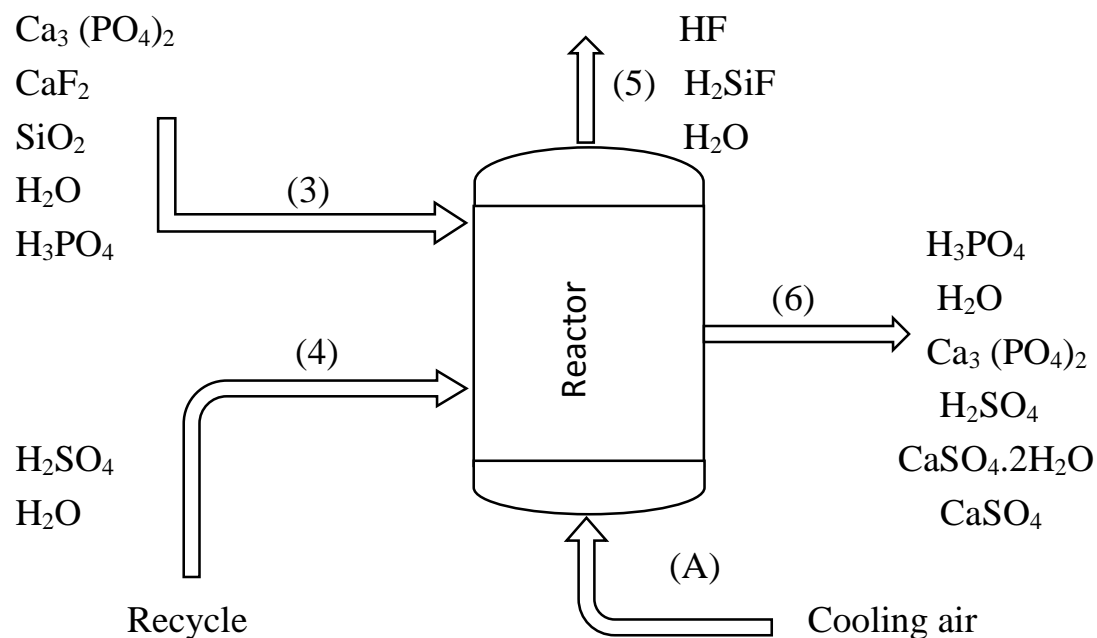 Ca₃ (PO₄)₂
CaF₂
SiO₂
H₂O
H₃PO₄
(3)
(5)
HF
H₂SiF
H₂O
Reactor
(4)
H₂SO₄
H₂O
Recycle
(6)
H₃PO₄
H₂O
Ca₃ (PO₄)₂
H₂SO₄
CaSO₄.2H₂O
CaSO₄
(A)
Cooling air